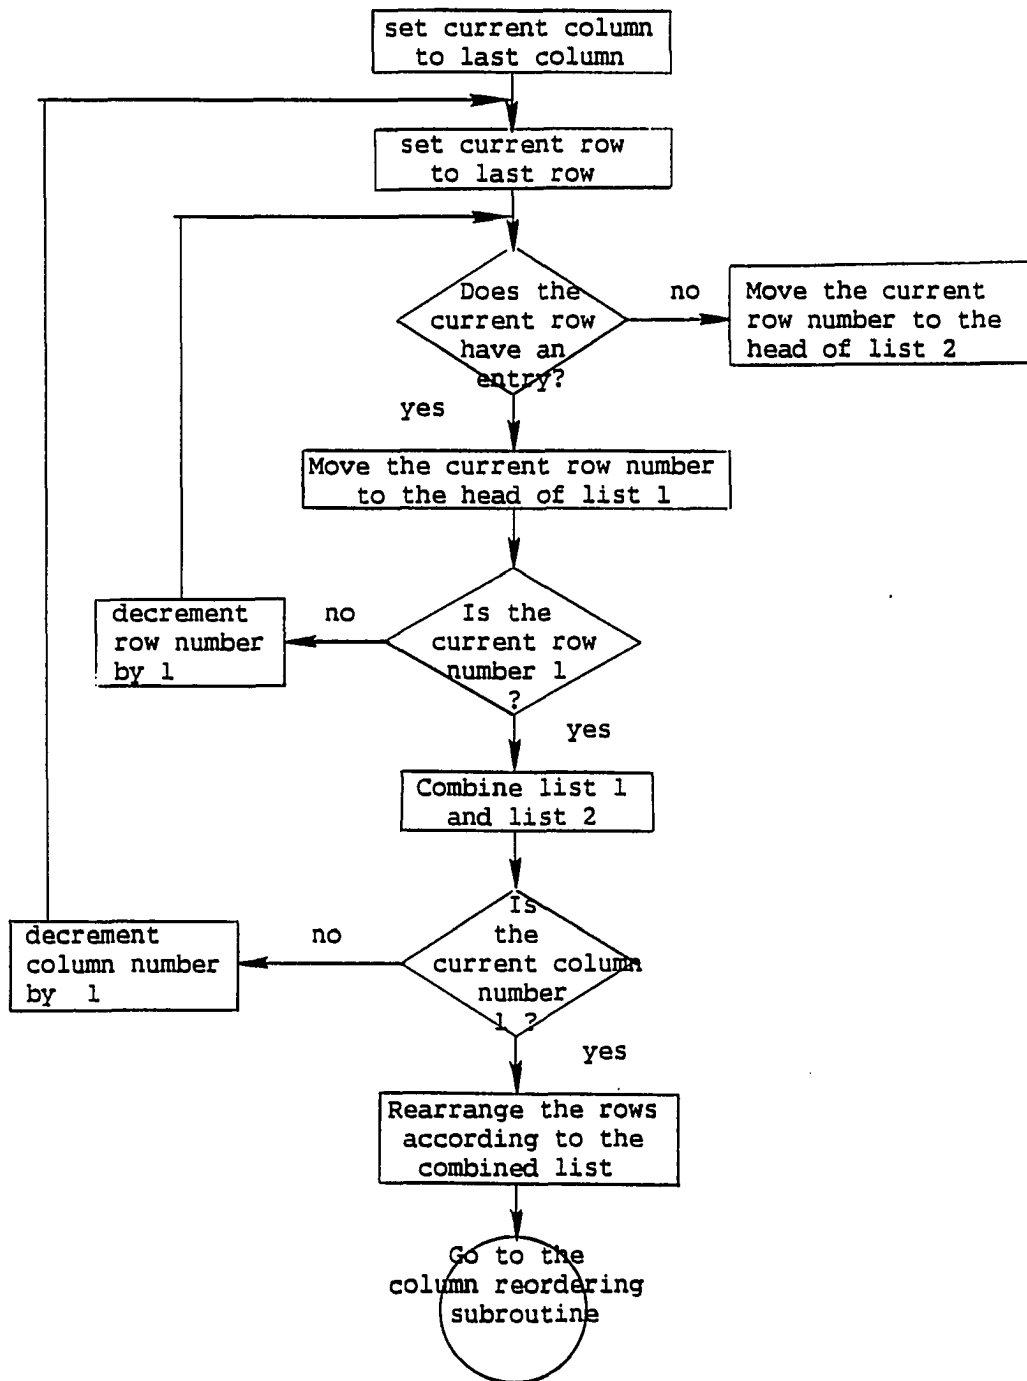 set current column
to last column
set current row
to last row
Does the
current row
have an
entry?
no
Move the current
row number to the
head of list 2
yes
Move the current row number
to the head of list 1
Is the
current row
number 1
?
no
decrement
row number
by 1
yes
Combine list 1
and list 2
Is
the
current column
number
1 ?
no
decrement
column number
by 1
yes
Rearrange the rows
according to the
combined list
Go to the
column reordering
subroutine